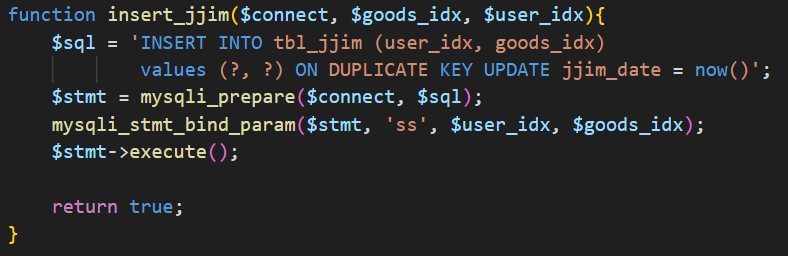 function insert_jjim($connect, $goods_idx, $user_idx){
    $sql = 'INSERT INTO tbl_jjim (user_idx, goods_idx)
            values (?, ?) ON DUPLICATE KEY UPDATE jjim_date = now()';
    $stmt = mysqli_prepare($connect, $sql);
    mysqli_stmt_bind_param($stmt, 'ss', $user_idx, $goods_idx);
    $stmt->execute();

    return true;
}